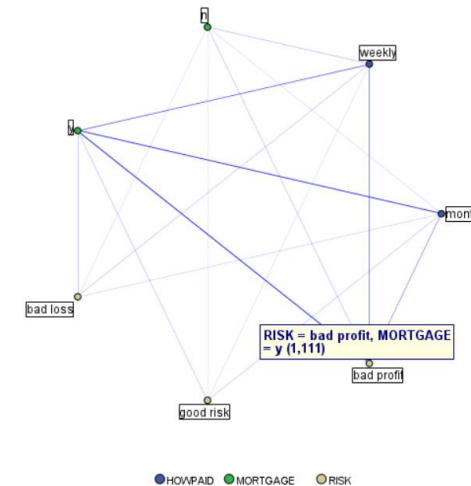 n
weekly
y
mont
bad loss
RISK = bad profit, MORTGAGE
= y (1,111)
bad profit
good risk
HOWPAID MORTGAGE RISK